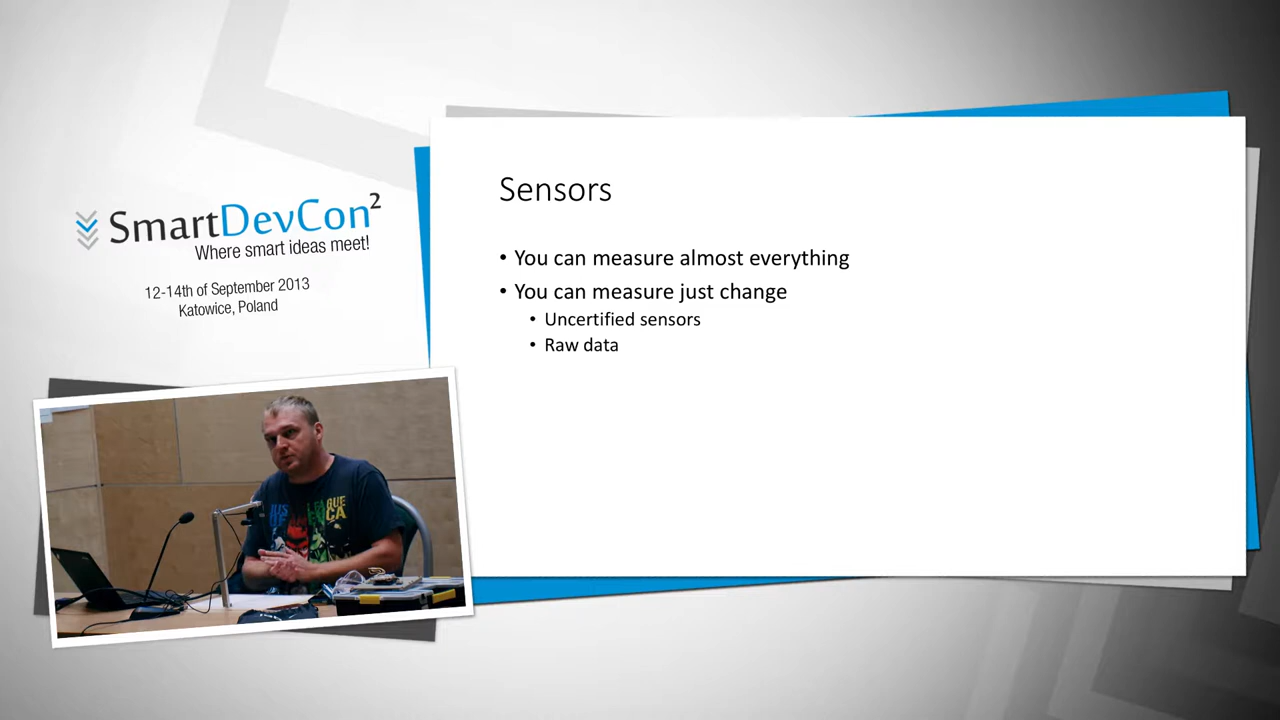 SmartDevCon²
Where smart ideas meet!
12-14th of September 2013
Katowice, Poland
Sensors
• You can measure almost everything
• You can measure just change
• Uncertified sensors
• Raw data